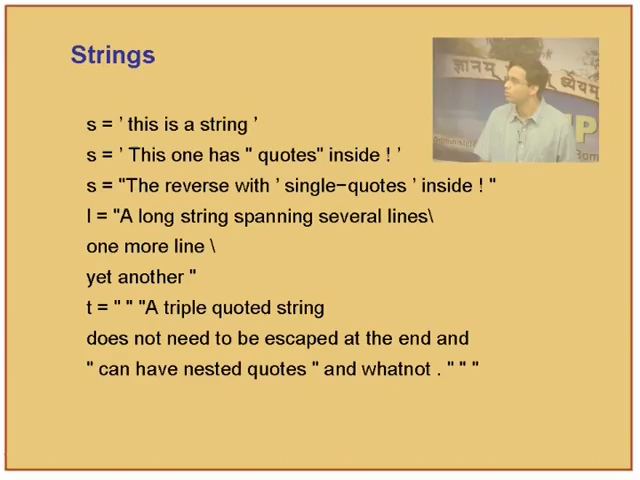 Strings
s = ’ this is a string ’
s = ’ This one has " quotes" inside ! ’
s = "The reverse with ’ single−quotes ’ inside ! "
l = "A long string spanning several lines\
one more line \
yet another "
t = " " "A triple quoted string
does not need to be escaped at the end and
" can have nested quotes " and whatnot . " " "
ज्ञानम्
र्ध्येयम्